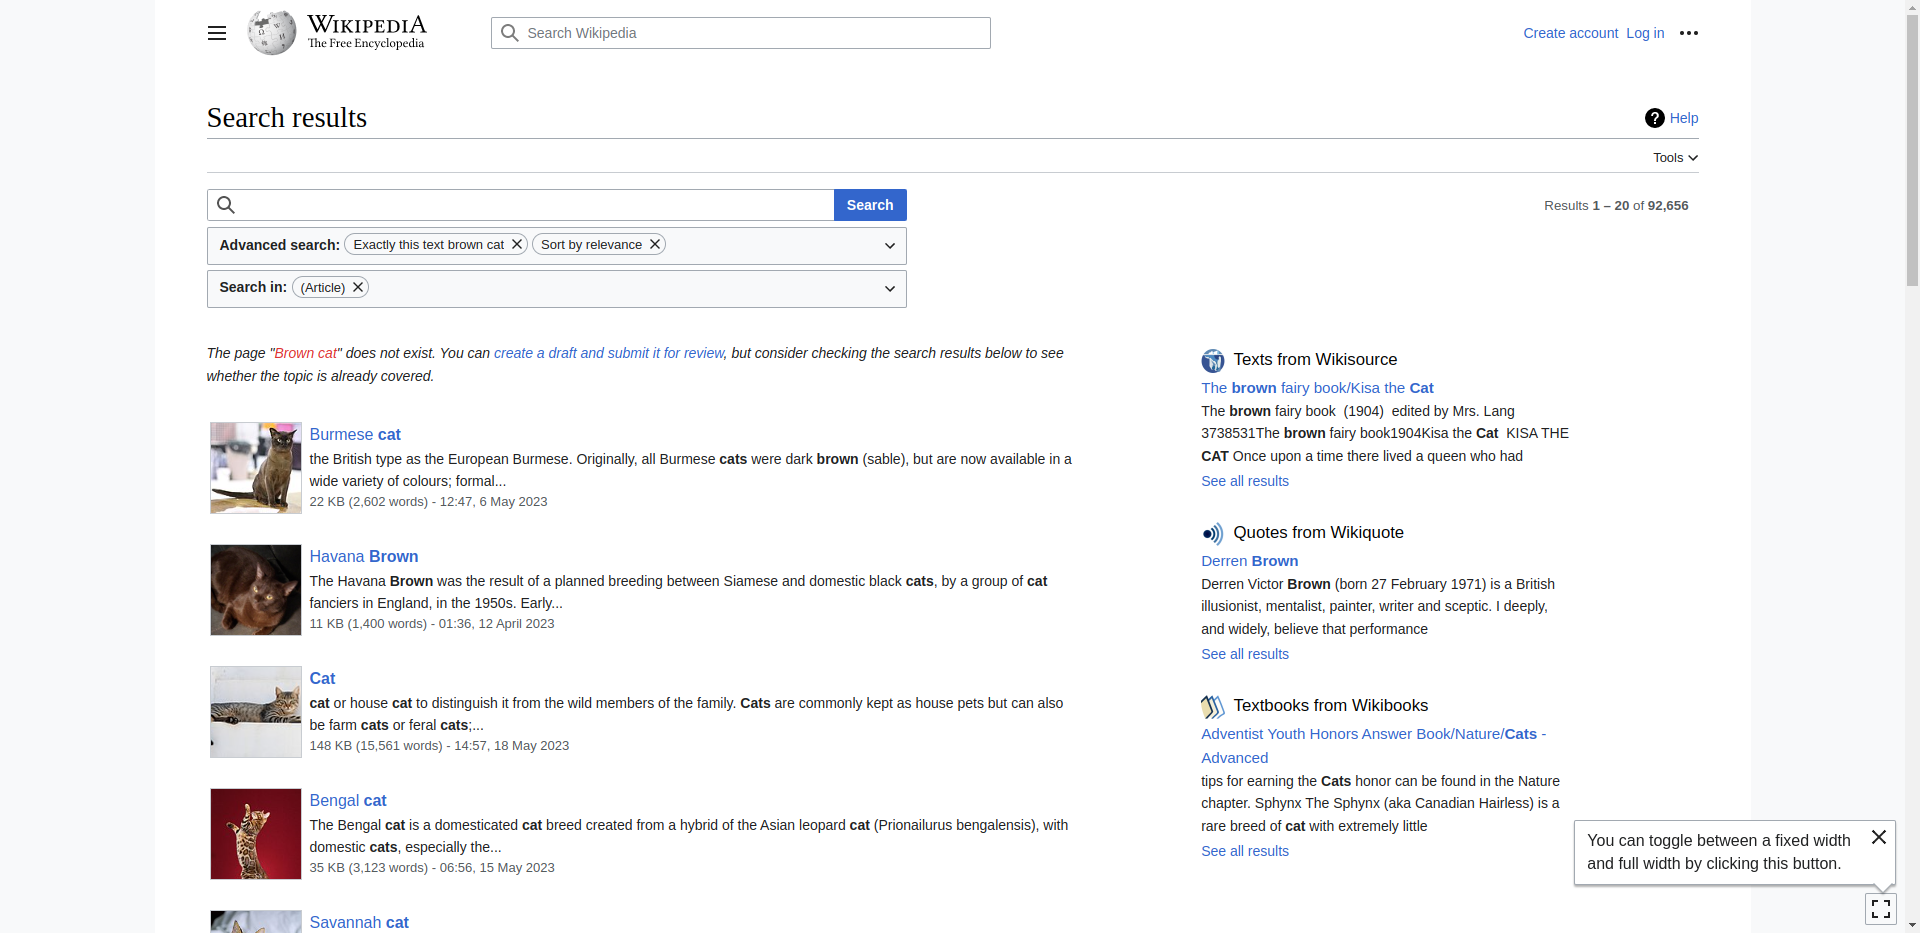 WIKIPEDIA
The Free Encyclopedia
Search Wikipedia
Create account Log in
Search results
Help
Tools
Search
Results 1 – 20 of 92,656
Advanced search: Exactly this text brown cat Sort by relevance
Search in: (Article)
The page "Brown cat" does not exist. You can create a draft and submit it for review, but consider checking the search results below to see
whether the topic is already covered.
Burmese cat
the British type as the European Burmese. Originally, all Burmese cats were dark brown (sable), but are now available in a
wide variety of colours; formal...
22 KB (2,602 words) - 12:47, 6 May 2023
Havana Brown
The Havana Brown was the result of a planned breeding between Siamese and domestic black cats, by a group of cat
fanciers in England, in the 1950s. Early...
11 KB (1,400 words) - 01:36, 12 April 2023
Cat
cat or house cat to distinguish it from the wild members of the family. Cats are commonly kept as house pets but can also
be farm cats or feral cats;...
148 KB (15,561 words) - 14:57, 18 May 2023
Bengal cat
The Bengal cat is a domesticated cat breed created from a hybrid of the Asian leopard cat (Prionailurus bengalensis), with
domestic cats, especially the...
35 KB (3,123 words) - 06:56, 15 May 2023
Savannah cat
Texts from Wikisource
The brown fairy book/Kisa the Cat
The brown fairy book (1904) edited by Mrs. Lang
3738531The brown fairy book1904Kisa the Cat KISA THE
CAT Once upon a time there lived a queen who had
See all results
Quotes from Wikiquote
Derren Brown
Derren Victor Brown (born 27 February 1971) is a British
illusionist, mentalist, painter, writer and sceptic. I deeply,
and widely, believe that performance
See all results
Textbooks from Wikibooks
Adventist Youth Honors Answer Book/Nature/Cats -
Advanced
tips for earning the Cats honor can be found in the Nature
chapter. Sphynx The Sphynx (aka Canadian Hairless) is a
rare breed of cat with extremely little
See all results
You can toggle between a fixed width
and full width by clicking this button.